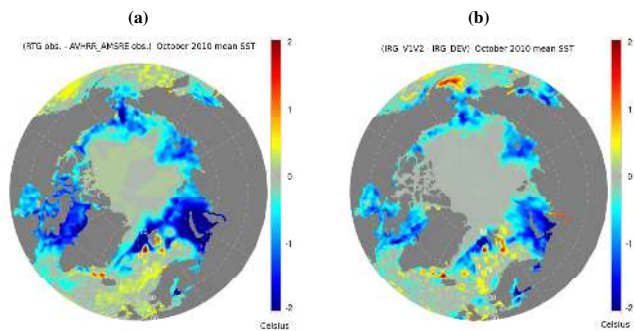 (a)
(RTG obs. - AVHRR_AMSRE obs.) October 2010 mean SST
2
1
0
-1
-2
Celsius
(b)
(IRG_V1V2 - IRG_DEV) October 2010 mean SST
2
1
0
-1
-2
Celsius